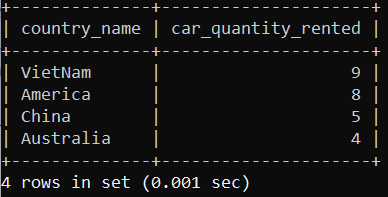 +--------------+---------------------+
| country_name | car_quantity_rented |
+--------------+---------------------+
| VietNam      |                   9 |
| America      |                   8 |
| China        |                   5 |
| Australia    |                   4 |
+--------------+---------------------+
4 rows in set (0.001 sec)